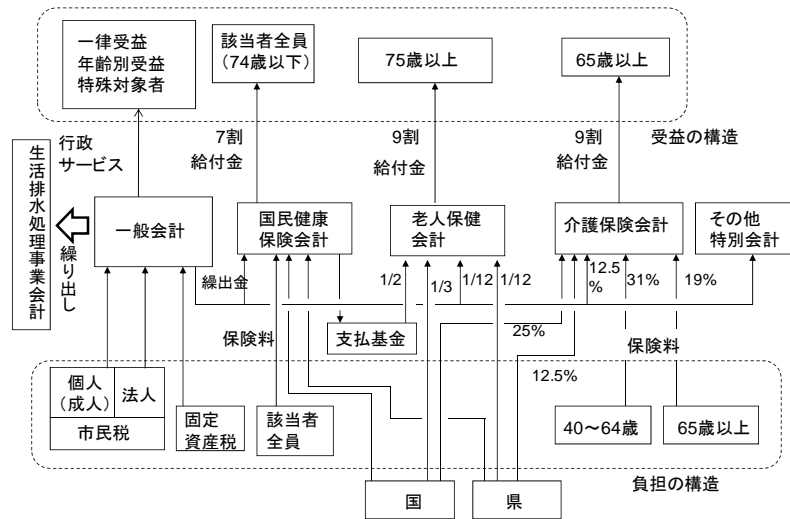 一律受益
年齢別受益
特殊対象者
該当者全員
(74歳以下)
75歳以上
65歳以上
行政
サービス
7割
給付金
9割
給付金
9割
給付金
受益の構造
生活排水処理事業会計
繰り出し
一般会計
国民健康
保険会計
老人保健
会計
介護保険会計
その他
特別会計
繰出金
1/2
1/3
1/12
1/12
12.5
%
31%
19%
保険料
支払基金
25%
保険料
12.5%
個人
(成人)
法人
市民税
固定
資産税
該当者
全員
40~64歳
65歳以上
負担の構造
国
県